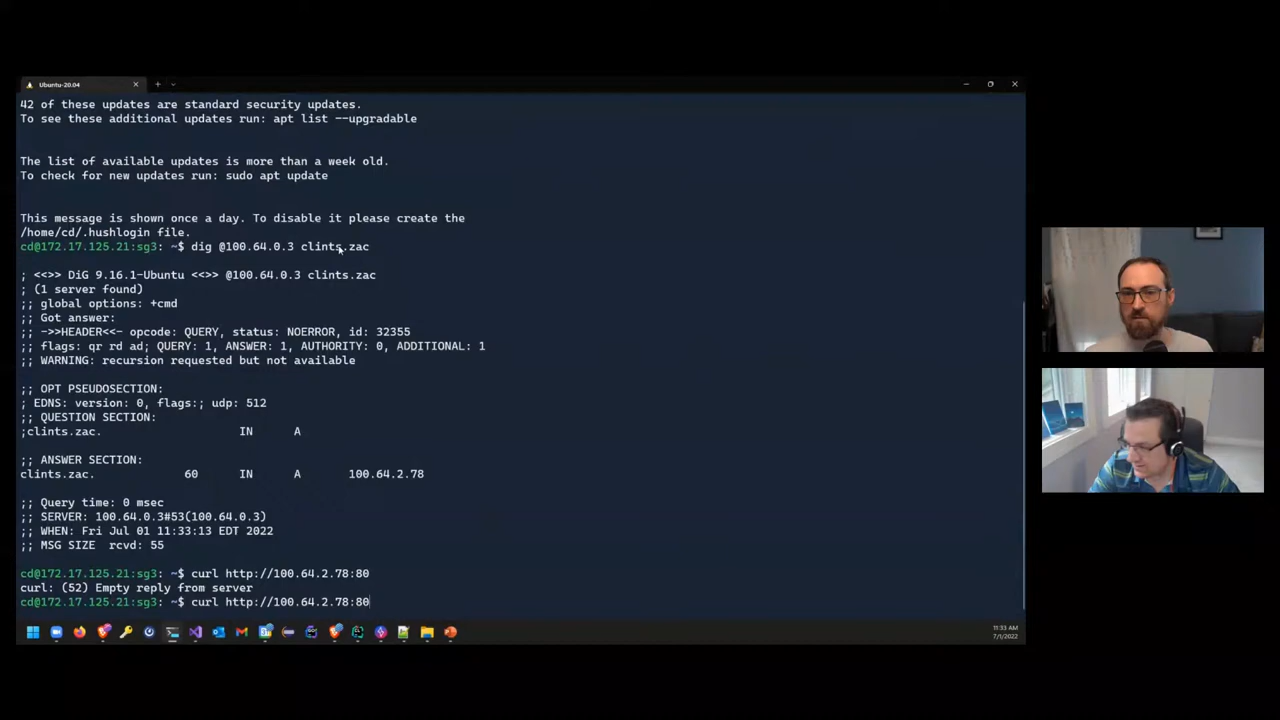 Ubuntu-20.04
42 of these updates are standard security updates.
To see these additional updates run: apt list --upgradable
The list of available updates is more than a week old.
To check for new updates run: sudo apt update
This message is shown once a day. To disable it please create the
/home/cd/.hushlogin file.
cd@172.17.125.21:sg3: ~$ dig @100.64.0.3 clints.zac
; <<>> DiG 9.16.1-Ubuntu <<>> @100.64.0.3 clints.zac
; (1 server found)
;; global options: +cmd
;; Got answer:
;; ->>HEADER<<- opcode: QUERY, status: NOERROR, id: 32355
;; flags: qr rd ad; QUERY: 1, ANSWER: 1, AUTHORITY: 0, ADDITIONAL: 1
;; WARNING: recursion requested but not available
;; OPT PSEUDOSECTION:
; EDNS: version: 0, flags:; udp: 512
;; QUESTION SECTION:
;clints.zac. IN A
;; ANSWER SECTION:
clints.zac. 60 IN A 100.64.2.78
;; Query time: 0 msec
;; SERVER: 100.64.0.3#53(100.64.0.3)
;; WHEN: Fri Jul 01 11:33:13 EDT 2022
;; MSG SIZE rcvd: 55
cd@172.17.125.21:sg3: ~$ curl http://100.64.2.78:80
curl: (52) Empty reply from server
cd@172.17.125.21:sg3: ~$ curl http://100.64.2.78:80
11:33 AM
7/1/2022